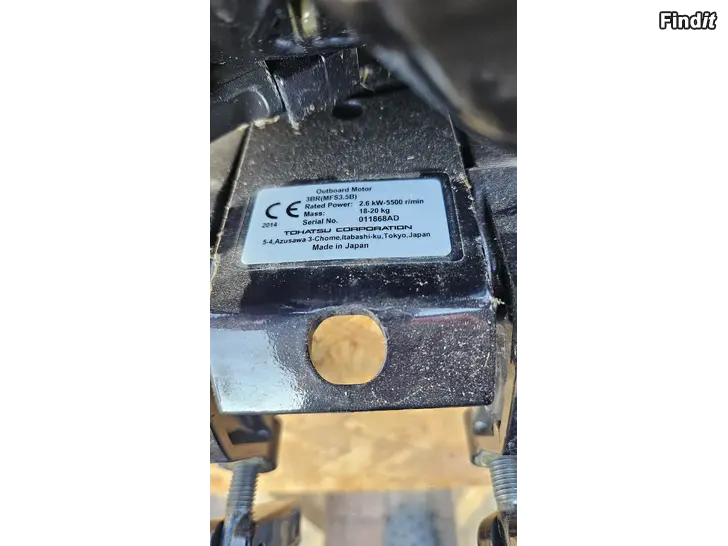 Findit
Outboard Motor
3BR(MFS3.5B)
Rated Power: 2.6 kW-5500 r/min
Mass: 18-20 kg
Serial No. 011868AD
CE
2014
TOHATSU CORPORATION
5-4,Azusawa 3-Chome,Itabashi-ku,Tokyo,Japan
Made in Japan